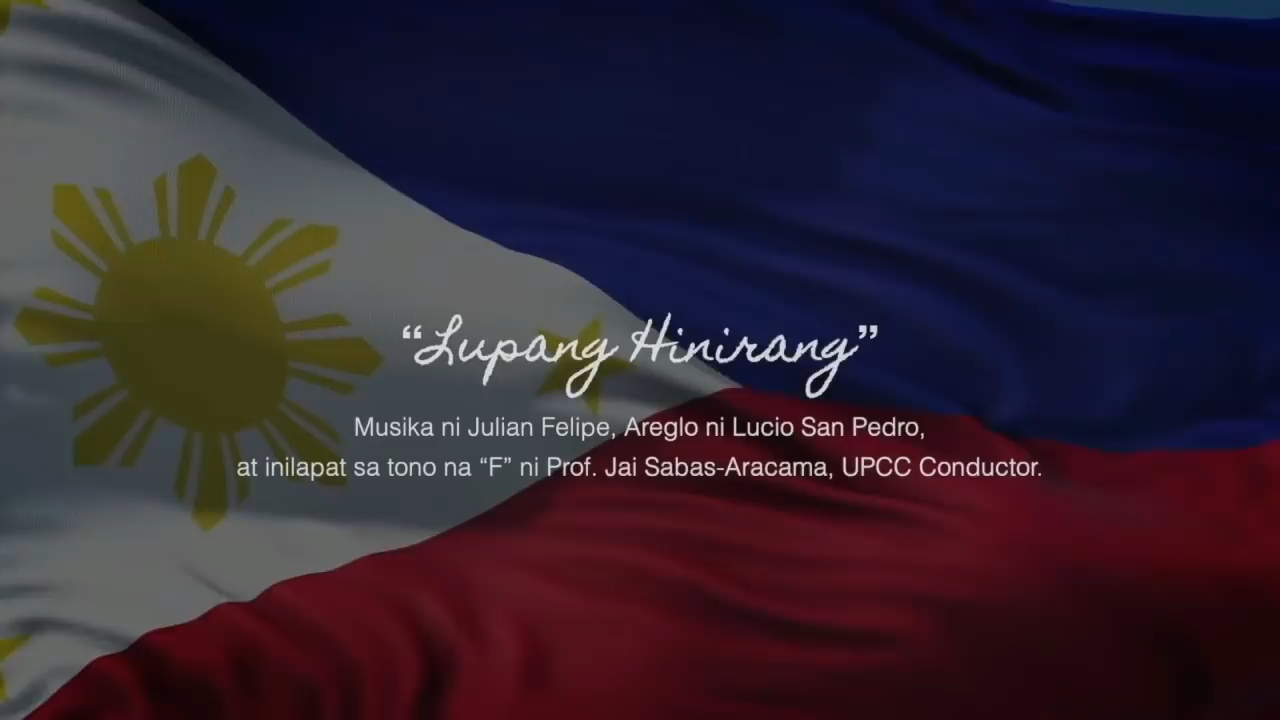 “Lupang Hinirang”
Musika ni Julian Felipe, Areglo ni Lucio San Pedro,
at inilapat sa tono na “F” ni Prof. Jai Sabas-Aracama, UPCC Conductor.